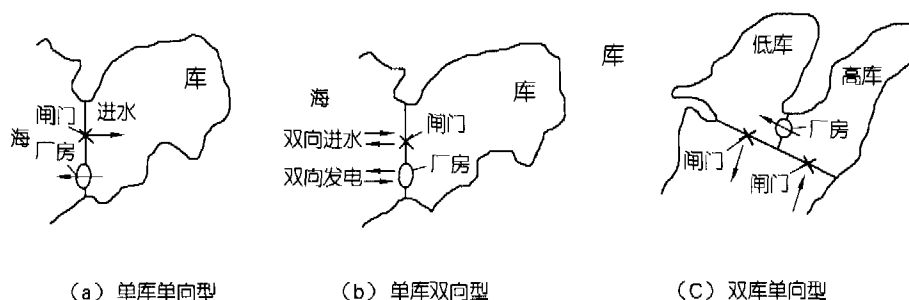 库
进水
闸门
海
厂房
(a) 单库单向型
海
库
闸门
双向进水
厂房
双向发电
(b) 单库双向型
库
低库
高库
厂房
闸门
闸门
(C) 双库单向型